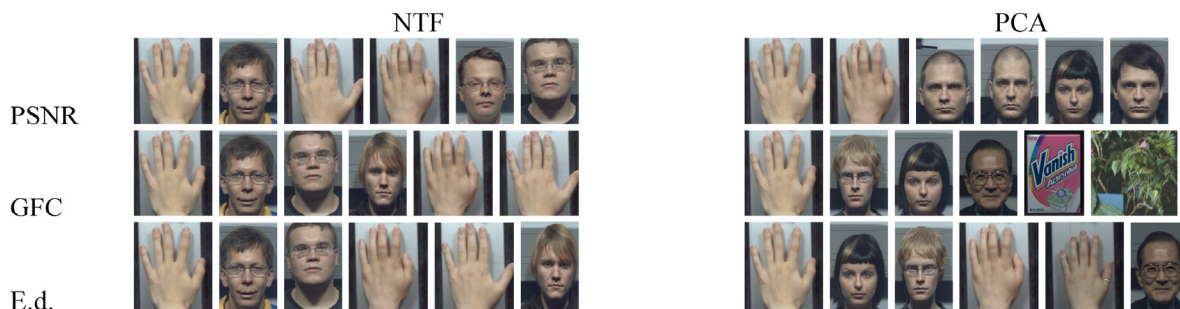 NTF PCA
PSNR
Vanish
GFC
E.d.